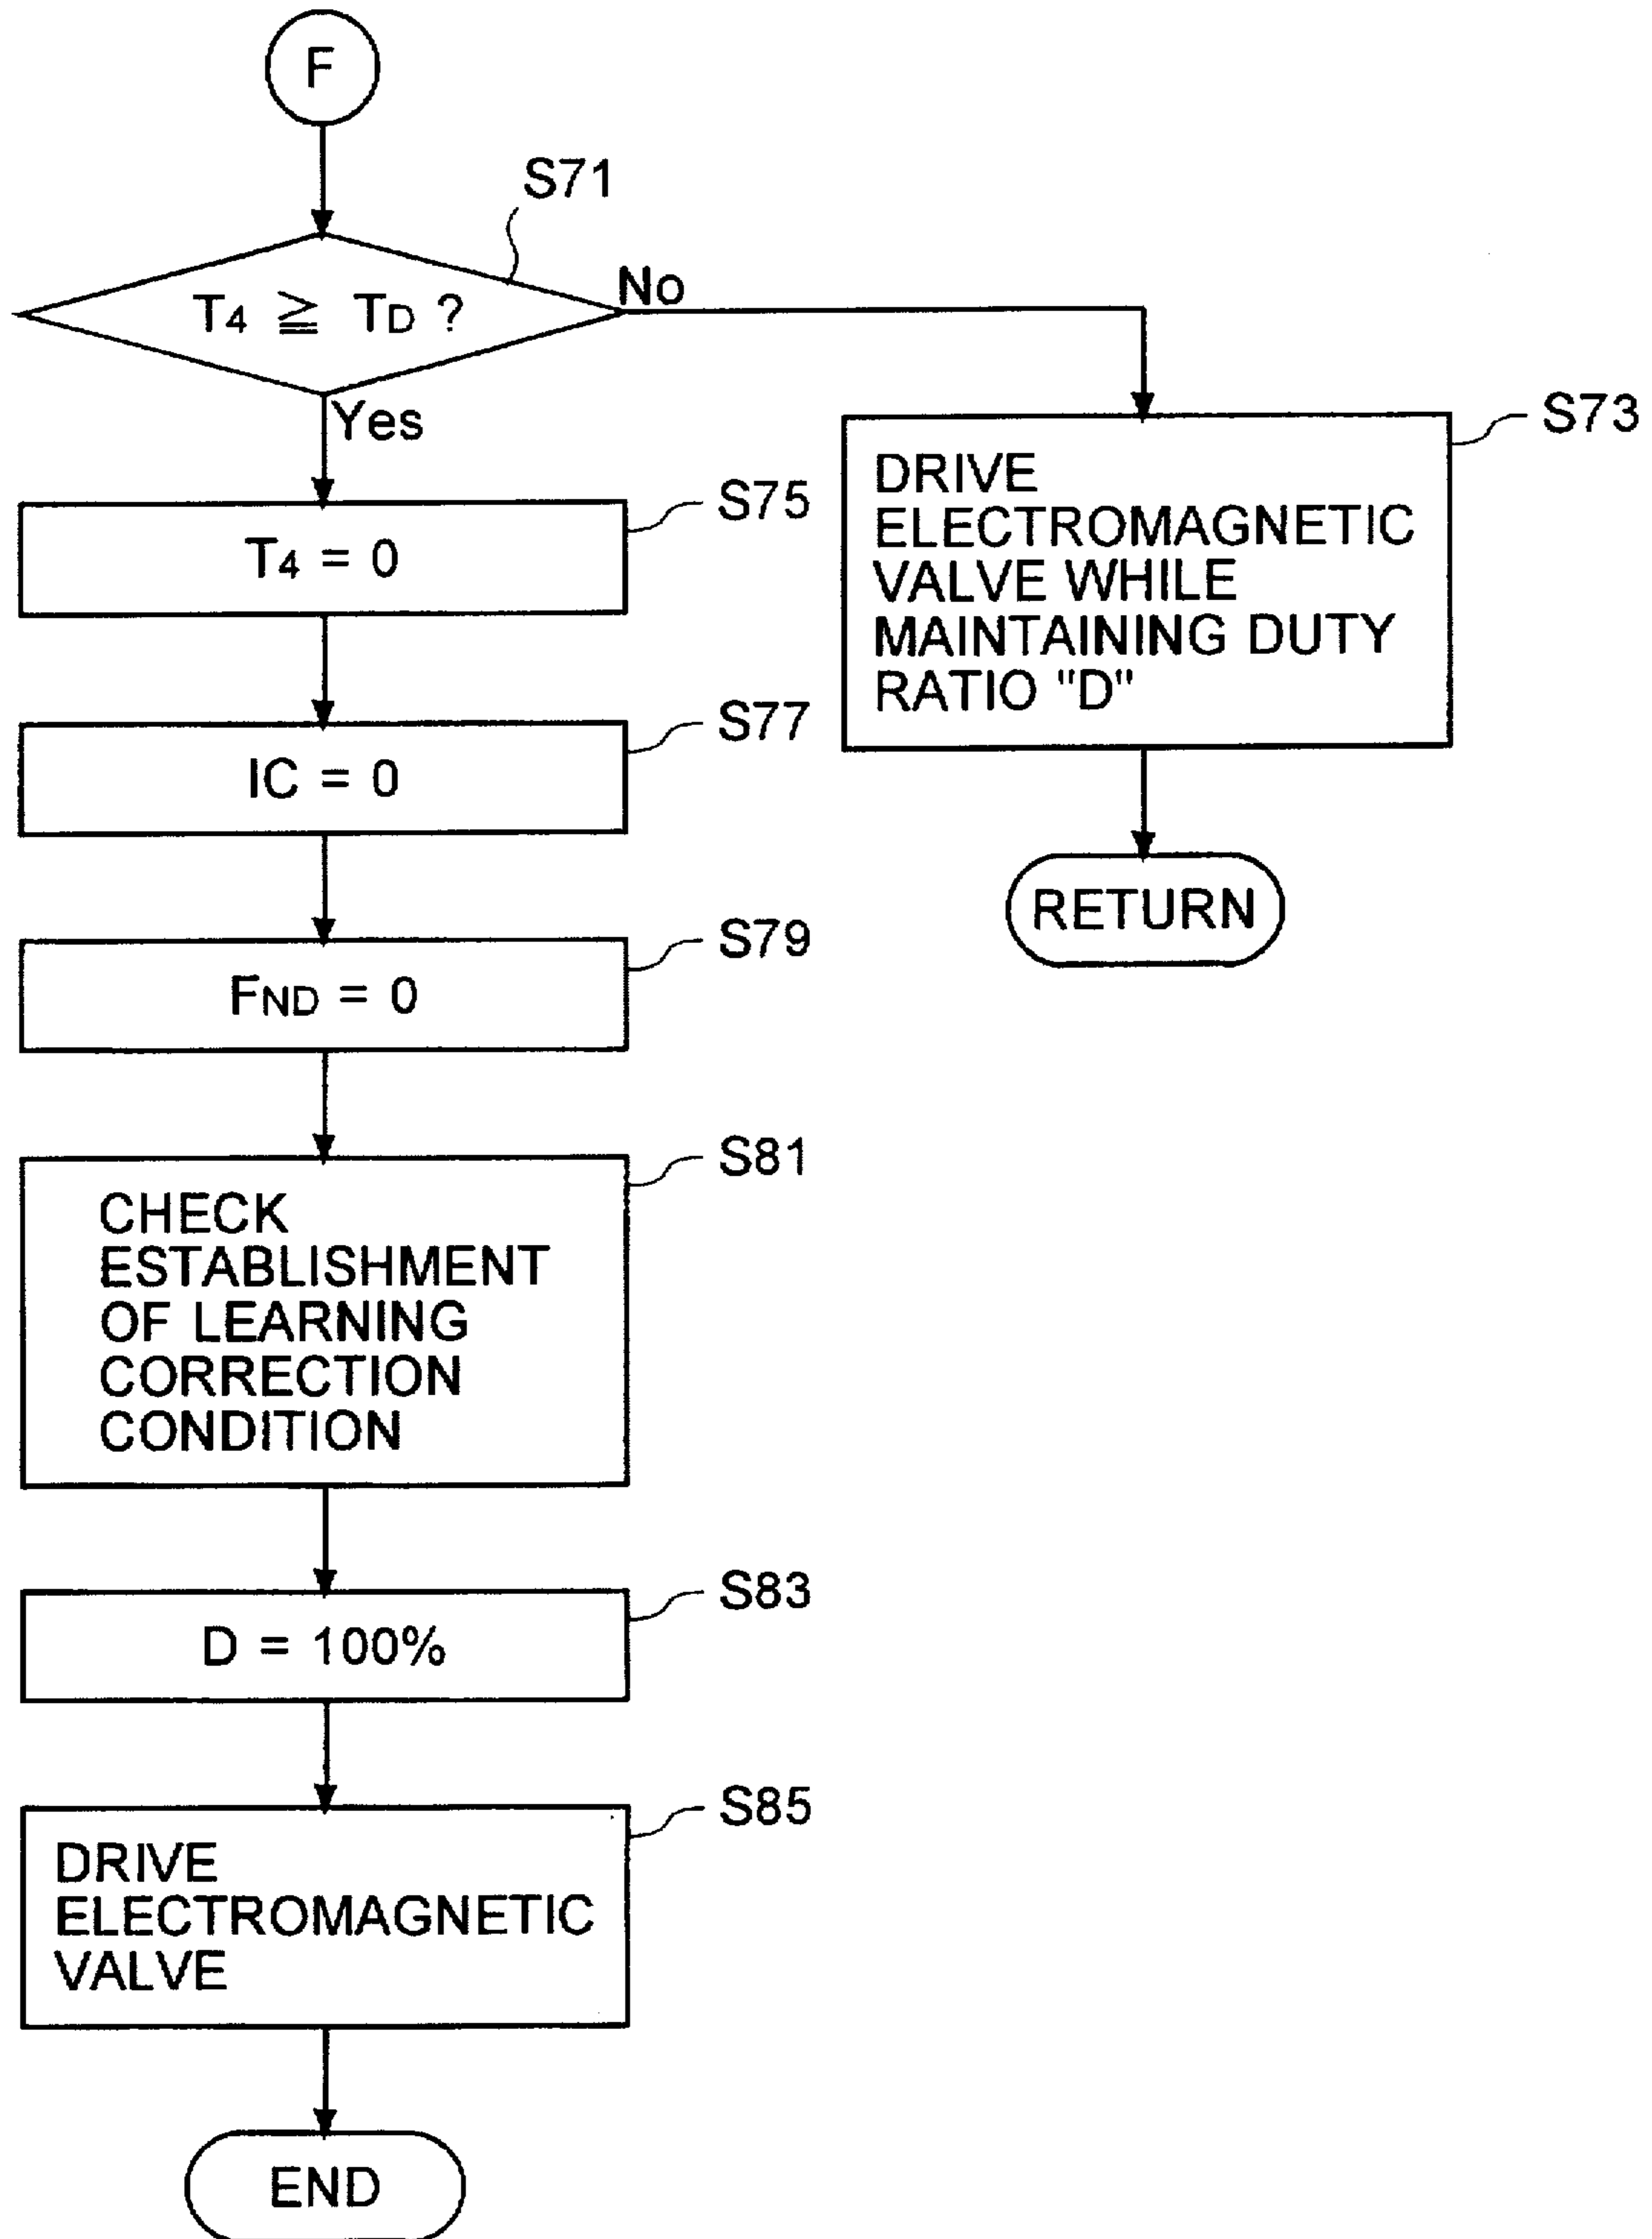 F
S71
T4 ≧ TD ?
No
Yes
S73
DRIVE
ELECTROMAGNETIC
VALVE WHILE
MAINTAINING DUTY
RATIO "D"
RETURN
S75
T4 = 0
S77
IC = 0
S79
FND = 0
S81
CHECK
ESTABLISHMENT
OF LEARNING
CORRECTION
CONDITION
S83
D = 100%
S85
DRIVE
ELECTROMAGNETIC
VALVE
END